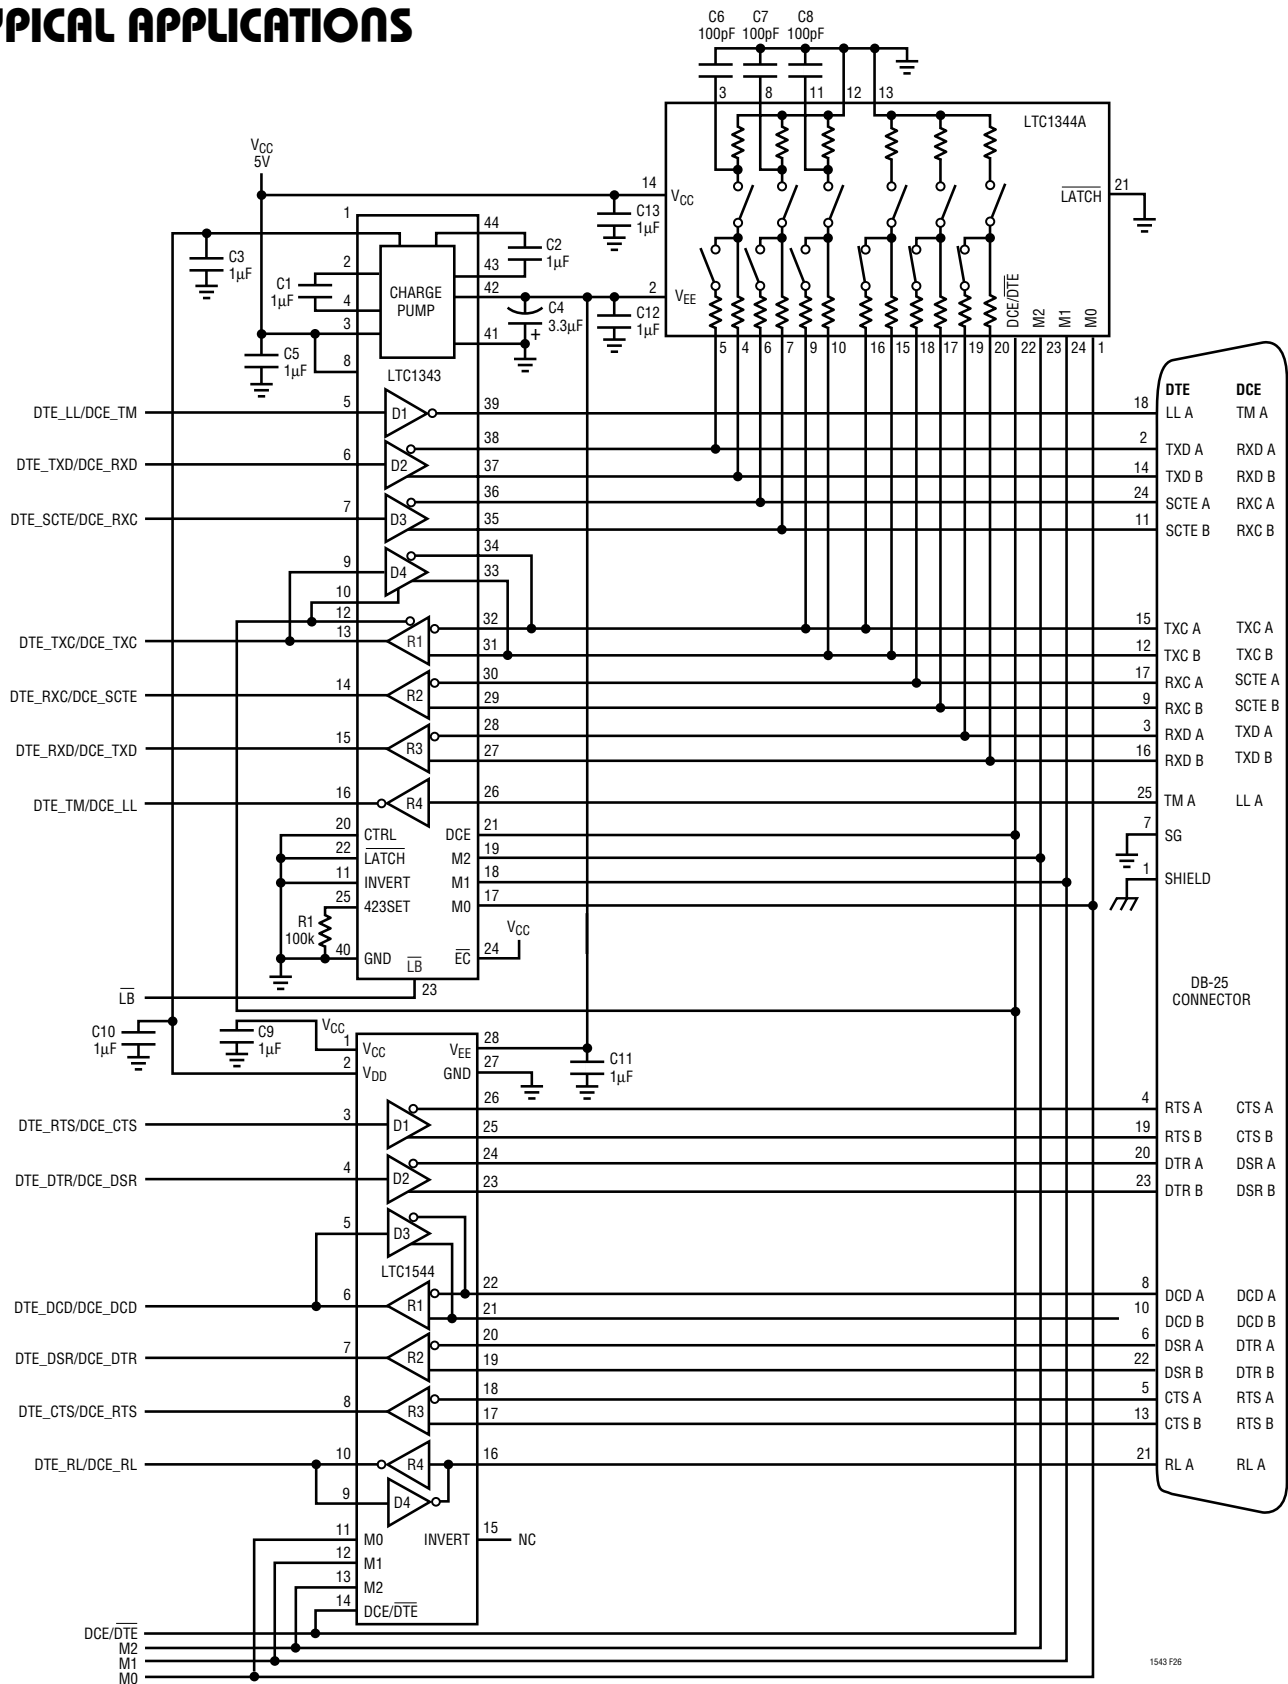 TYPICAL APPLICATIONS
C6 C7 C8
100pF 100pF 100pF
3 8 11 12 13
LTC1344A
VCC
5V
14 VCC
C13
1µF
LATCH 21
1 44
C3
1µF
2 43
C2
1µF
C1
1µF
CHARGE
PUMP
42
4
C4
3.3µF
+
C12
1µF
2 VEE
DCE/DTE M2 M1 M0
3 41
C5
1µF
8
LTC1343
5 4 6 7 9 10 16 15 18 17 19 20 22 23 24 1
DTE DCE
DTE_LL/DCE_TM 5 D1 39 18 LL A TM A
38 2 TXD A RXD A
DTE_TXD/DCE_RXD 6 D2 37 14 TXD B RXD B
36 24 SCTE A RXC A
DTE_SCTE/DCE_RXC 7 D3 35 11 SCTE B RXC B
34
9 D4 33
10
12 32 15 TXC A TXC A
DTE_TXC/DCE_TXC 13 R1 31 12 TXC B TXC B
30 17 RXC A SCTE A
DTE_RXC/DCE_SCTE 14 R2 29 9 RXC B SCTE B
28 3 RXD A TXD A
DTE_RXD/DCE_TXD 15 R3 27 16 RXD B TXD B
DTE_TM/DCE_LL 16 R4 26 25 TM A LL A
20 CTRL DCE 21 7 SG
22 LATCH M2 19
11 INVERT M1 18 1 SHIELD
25 423SET M0 17
R1
100k
VCC
40 GND EC 24
LB
LB 23
DB-25
CONNECTOR
C10
1µF
C9
1µF
VCC
1 VCC VEE 28
2 VDD GND 27
C11
1µF
26 4 RTS A CTS A
DTE_RTS/DCE_CTS 3 D1 25 19 RTS B CTS B
24 20 DTR A DSR A
DTE_DTR/DCE_DSR 4 D2 23 23 DTR B DSR B
5 D3
LTC1544
22 8 DCD A DCD A
DTE_DCD/DCE_DCD 6 R1 21 10 DCD B DCD B
20 6 DSR A DTR A
DTE_DSR/DCE_DTR 7 R2 19 22 DSR B DTR B
18 5 CTS A RTS A
DTE_CTS/DCE_RTS 8 R3 17 13 CTS B RTS B
DTE_RL/DCE_RL 10 R4 16 21 RL A RL A
9 D4
11 M0 INVERT 15 NC
12 M1
13 M2
14 DCE/DTE
DCE/DTE
M2
M1
M0
1543 F26